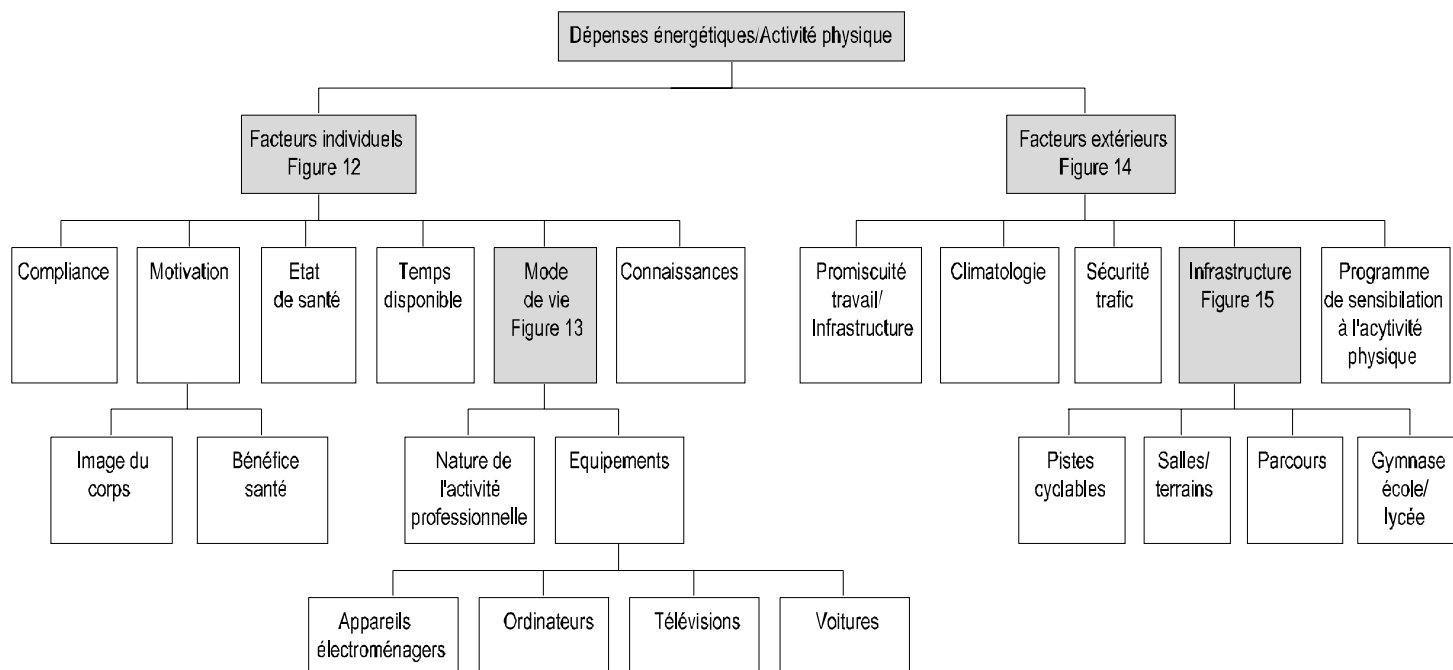 Dépenses énergétiques/Activité physique
Facteurs individuels
Figure 12
Facteurs extérieurs
Figure 14
Compliance
Motivation
Etat
de santé
Temps
disponible
Mode
de vie
Figure 13
Connaissances
Promiscuité
travail/
Infrastructure
Climatologie
Sécurité
trafic
Infrastructure
Figure 15
Programme
de sensibilation
à l'acytivité
physique
Image du
corps
Bénéfice
santé
Nature de
l'activité
professionnelle
Equipements
Pistes
cyclables
Salles/
terrains
Parcours
Gymnase
école/
lycée
Appareils
électroménagers
Ordinateurs
Télévisions
Voitures